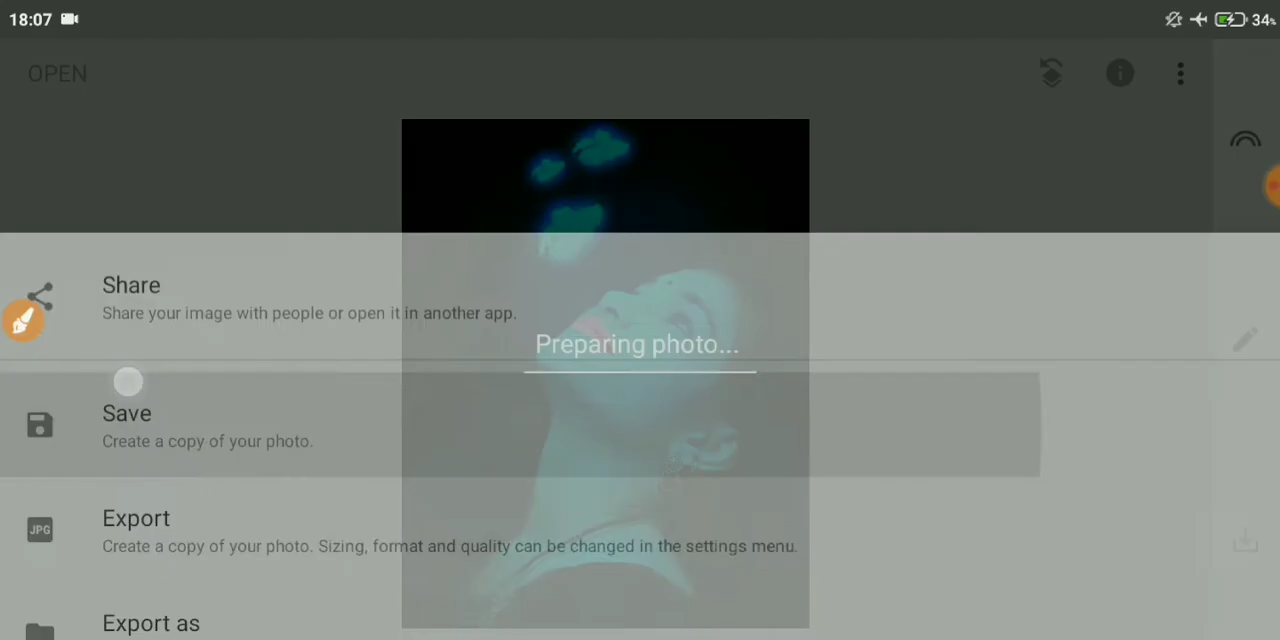 18:07
34%
OPEN
Share
Share your image with people or open it in another app.
Preparing photo...
Save
Create a copy of your photo.
JPG
Export
Create a copy of your photo. Sizing, format and quality can be changed in the settings menu.
Export as